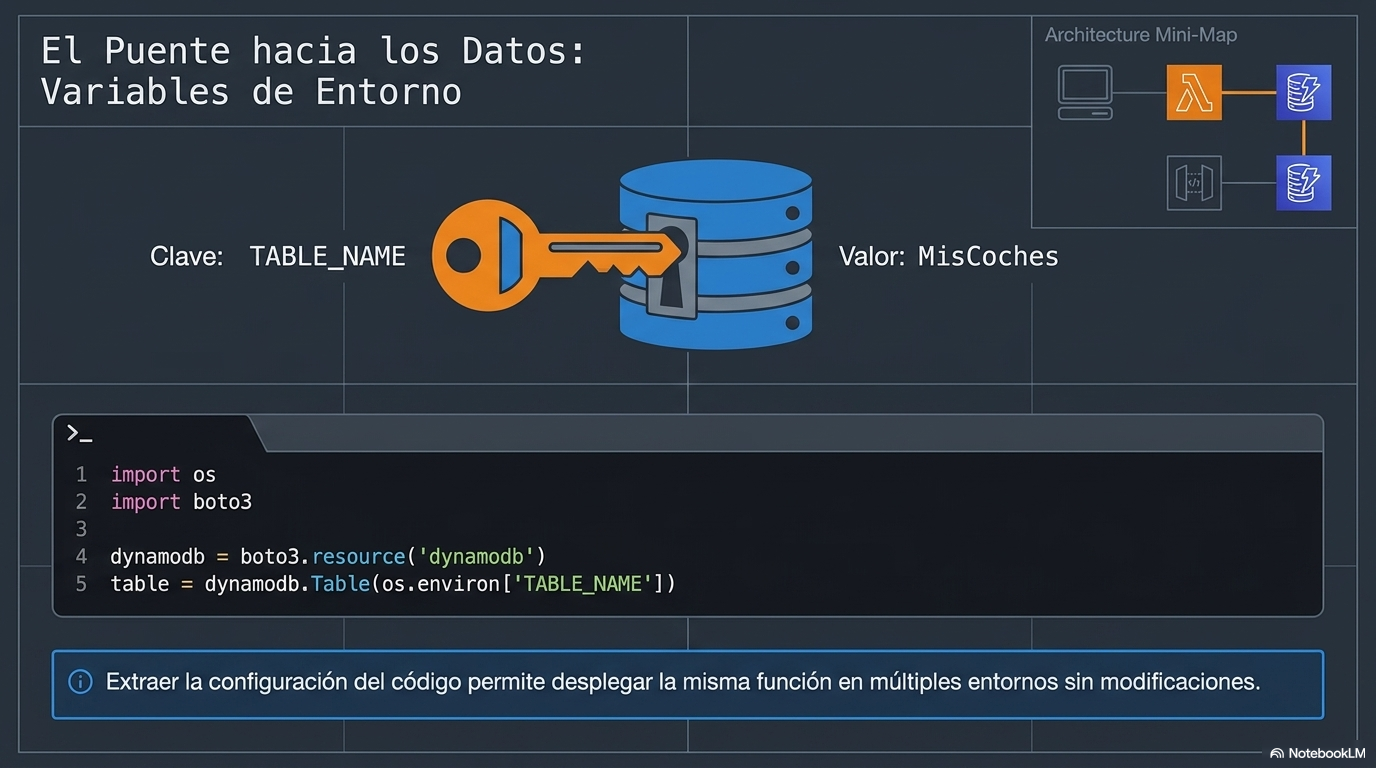 El Puente hacia los Datos:
Variables de Entorno
Architecture Mini-Map
Clave: TABLE_NAME
Valor: MisCoches
>_
1 import os
2 import boto3
3
4 dynamodb = boto3.resource('dynamodb')
5 table = dynamodb.Table(os.environ['TABLE_NAME'])
Extraer la configuración del código permite desplegar la misma función en múltiples entornos sin modificaciones.
NotebookLM